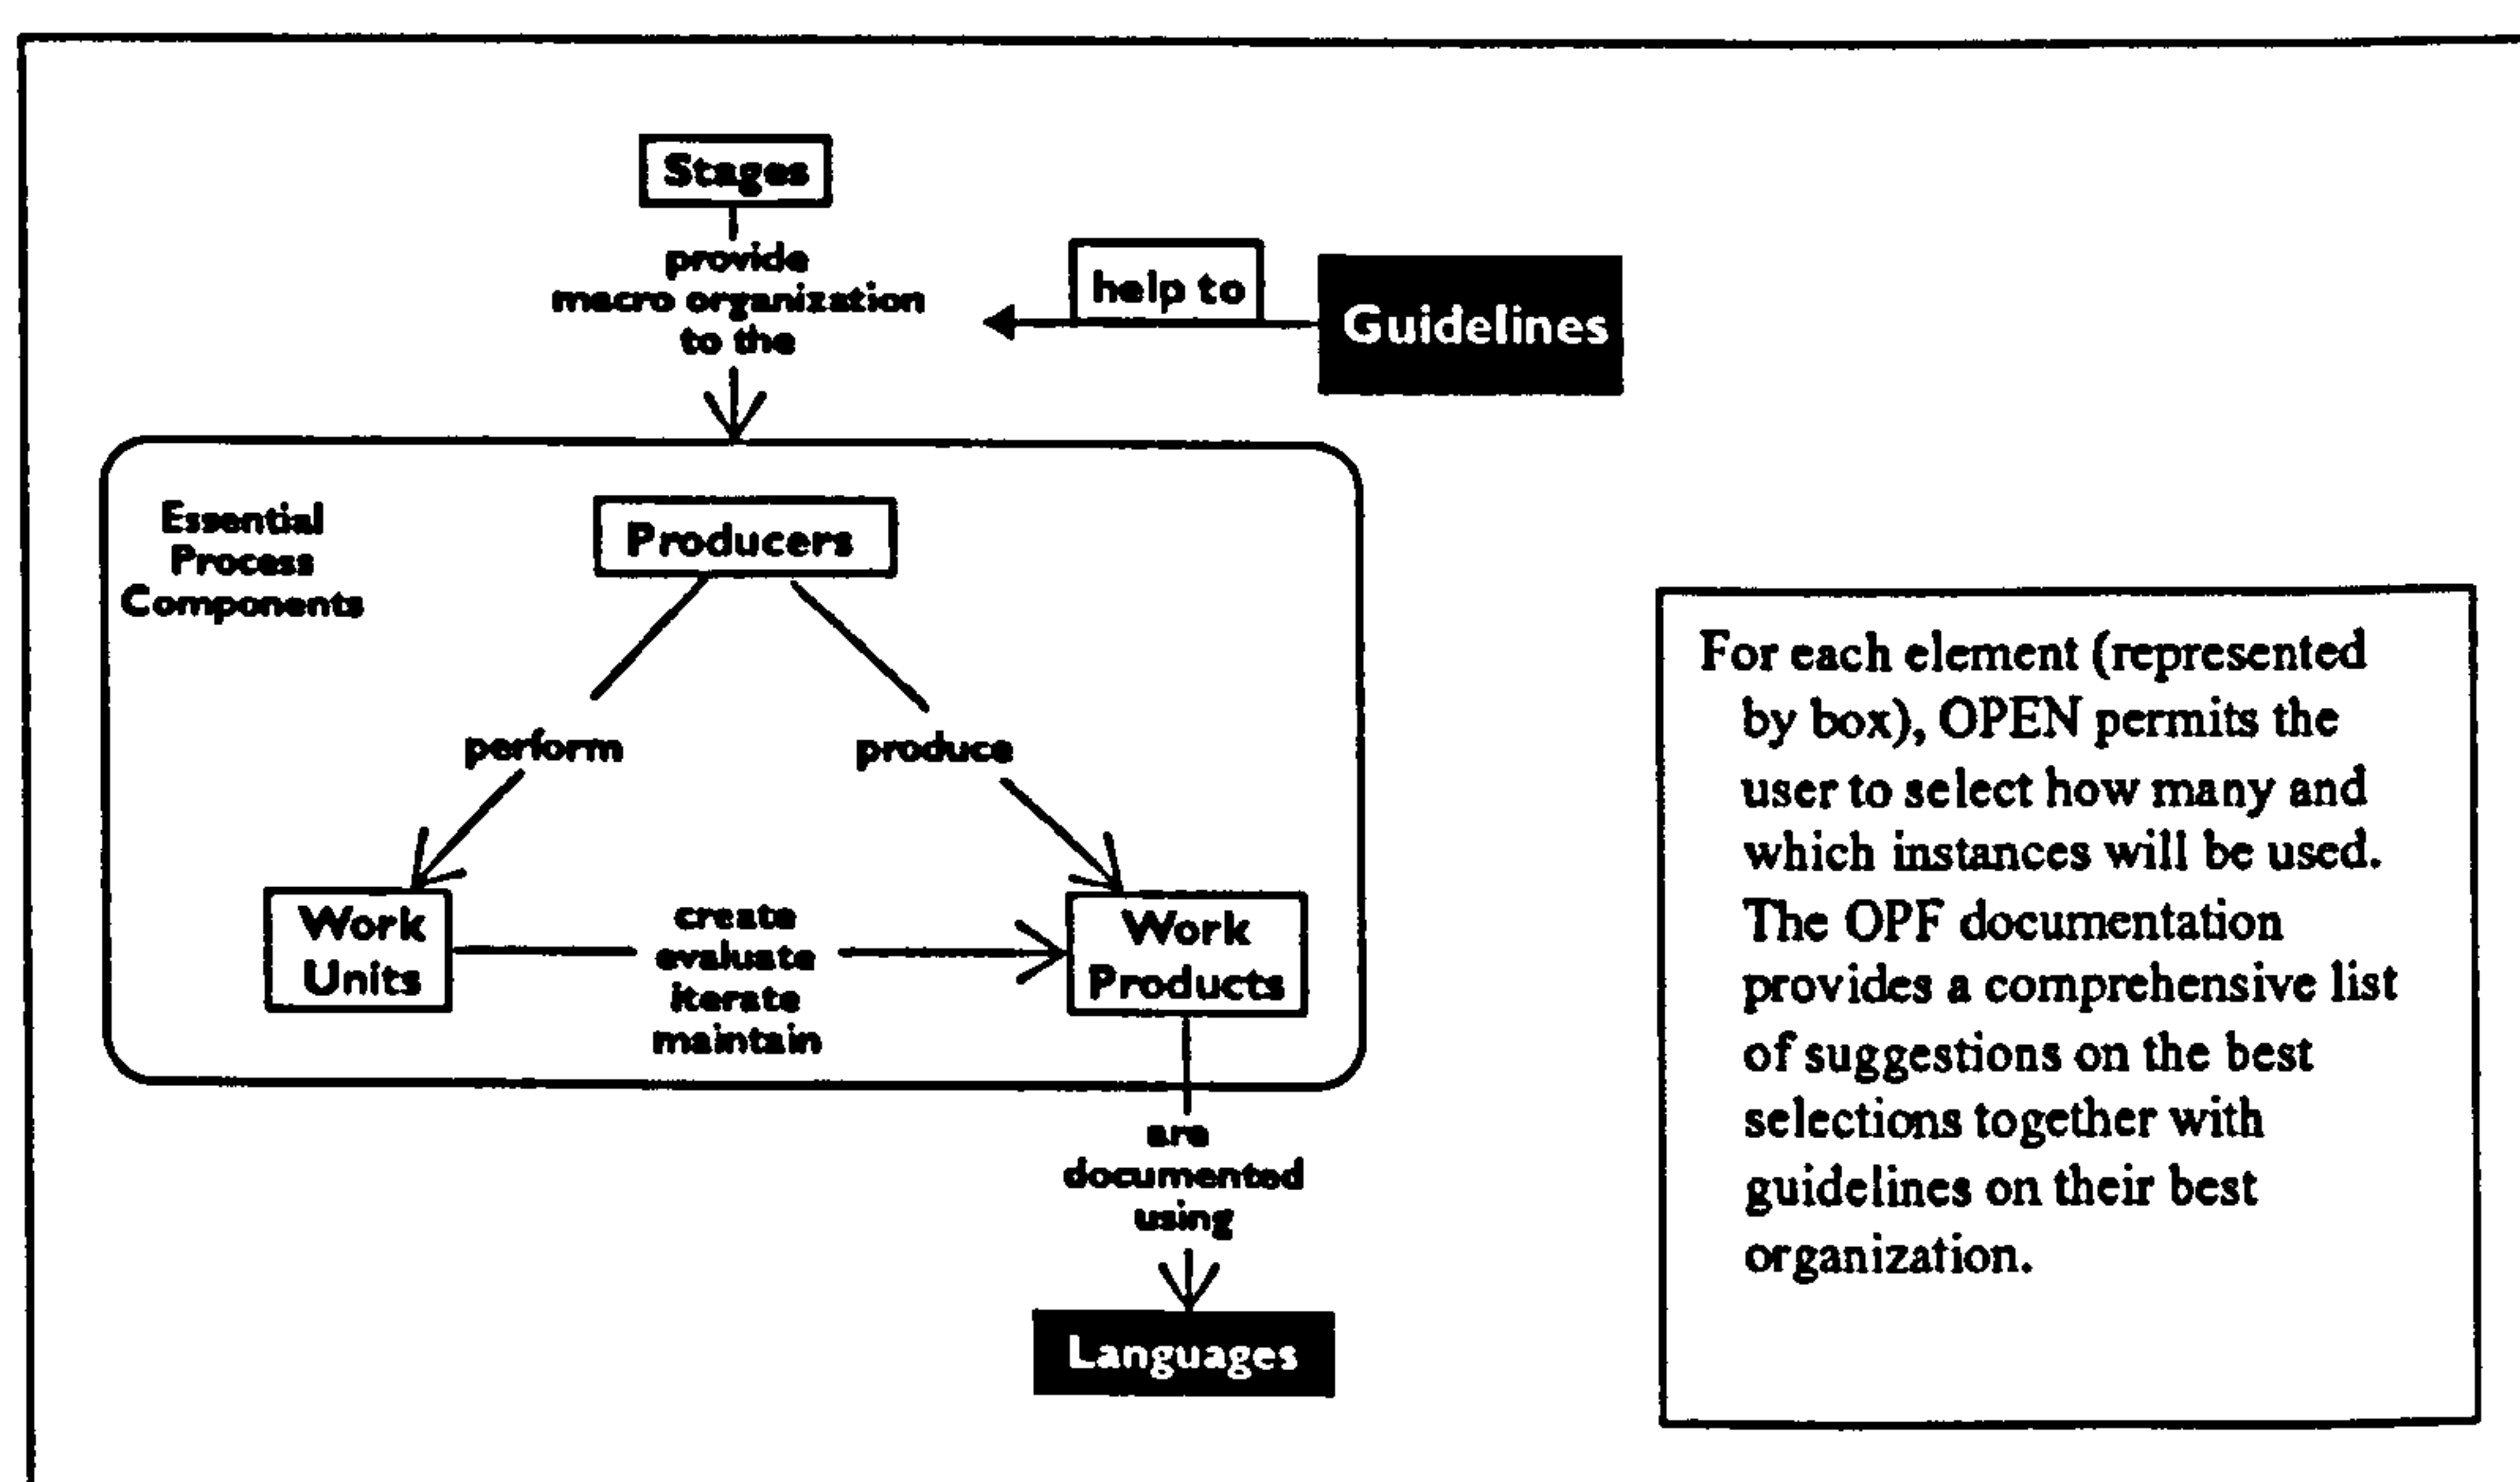 Stages
provide
macro organization
to the
help to
Guidelines
Essential
Process
Components
Producers
perform
produce
Work
Units
create
evaluate
iterate
maintain
Work
Products
are
documented
using
Languages
For each element (represented
by box), OPEN permits the
user to select how many and
which instances will be used.
The OPF documentation
provides a comprehensive list
of suggestions on the best
selections together with
guidelines on their best
organization.